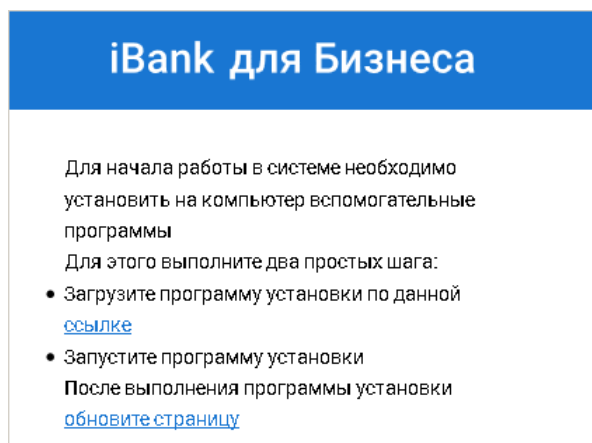 iBank для Бизнеса
Для начала работы в системе необходимо
установить на компьютер вспомогательные
программы
Для этого выполните два простых шага:
• Загрузите программу установки по данной
ссылке
• Запустите программу установки
После выполнения программы установки
обновите страницу